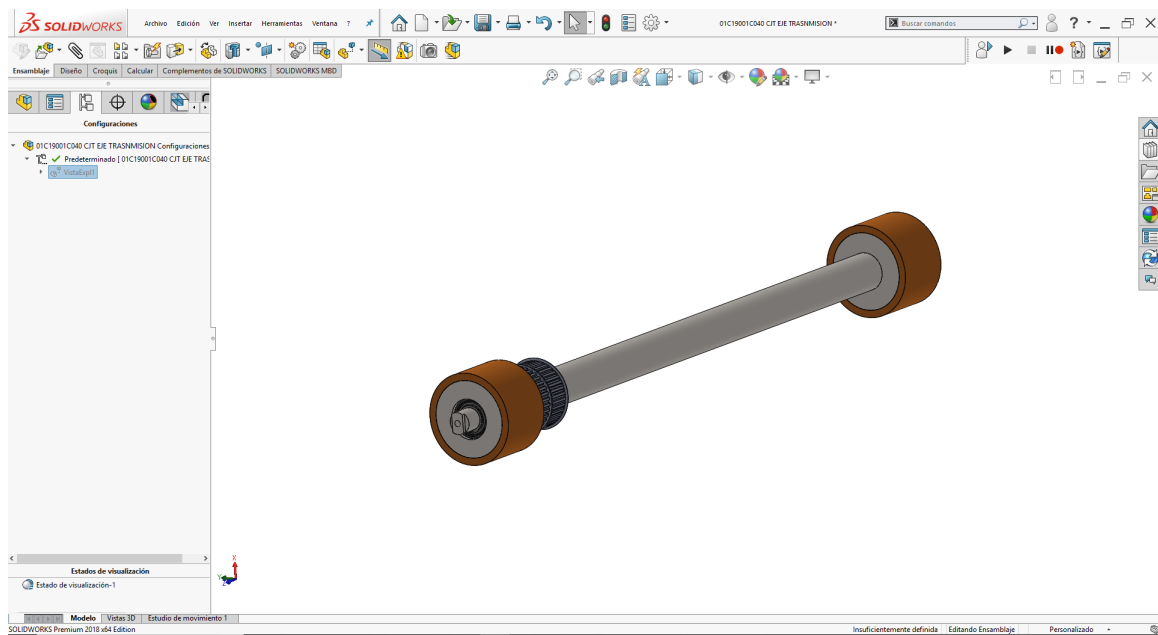 SOLIDWORKS
Archivo Edición Ver Insertar Herramientas Ventana ?
01C19001C040 CJT EJE TRASNMISION *
Buscar comandos
Ensamblaje Diseño Croquis Calcular Complementos de SOLIDWORKS SOLIDWORKS MBD
Configuraciones
01C19001C040 CJT EJE TRASNMISION Configuraciones
Predeterminado [ 01C19001C040 CJT EJE TRAS
VistaExpl1
X
Y
Z
Estados de visualización
Estado de visualización-1
Modelo Vistas 3D Estudio de movimiento 1
SOLIDWORKS Premium 2018 x64 Edition
Insuficientemente definida Editando Ensamblaje Personalizado